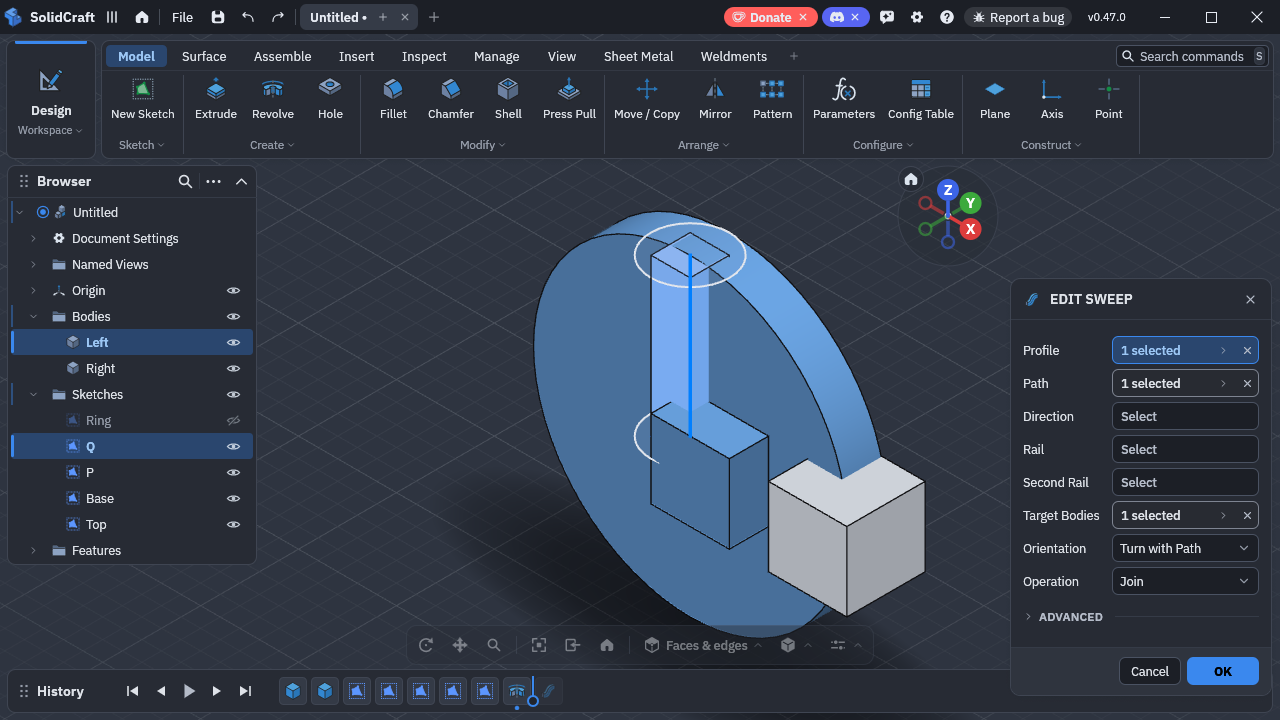 SolidCraft
File
Untitled •
Donate
Report a bug
v0.47.0
Design
Workspace
Model
Surface
Assemble
Insert
Inspect
Manage
View
Sheet Metal
Weldments
Search commands
S
New Sketch
Extrude
Revolve
Hole
Fillet
Chamfer
Shell
Press Pull
Move / Copy
Mirror
Pattern
Parameters
Config Table
Plane
Axis
Point
Sketch
Create
Modify
Arrange
Configure
Construct
Browser
Untitled
Document Settings
Named Views
Origin
Bodies
Left
Right
Sketches
Ring
Q
P
Base
Top
Features
Z
Y
X
EDIT SWEEP
Profile
1 selected
Path
1 selected
Direction
Select
Rail
Select
Second Rail
Select
Target Bodies
1 selected
Orientation
Turn with Path
Operation
Join
ADVANCED
Cancel
OK
Faces & edges
History